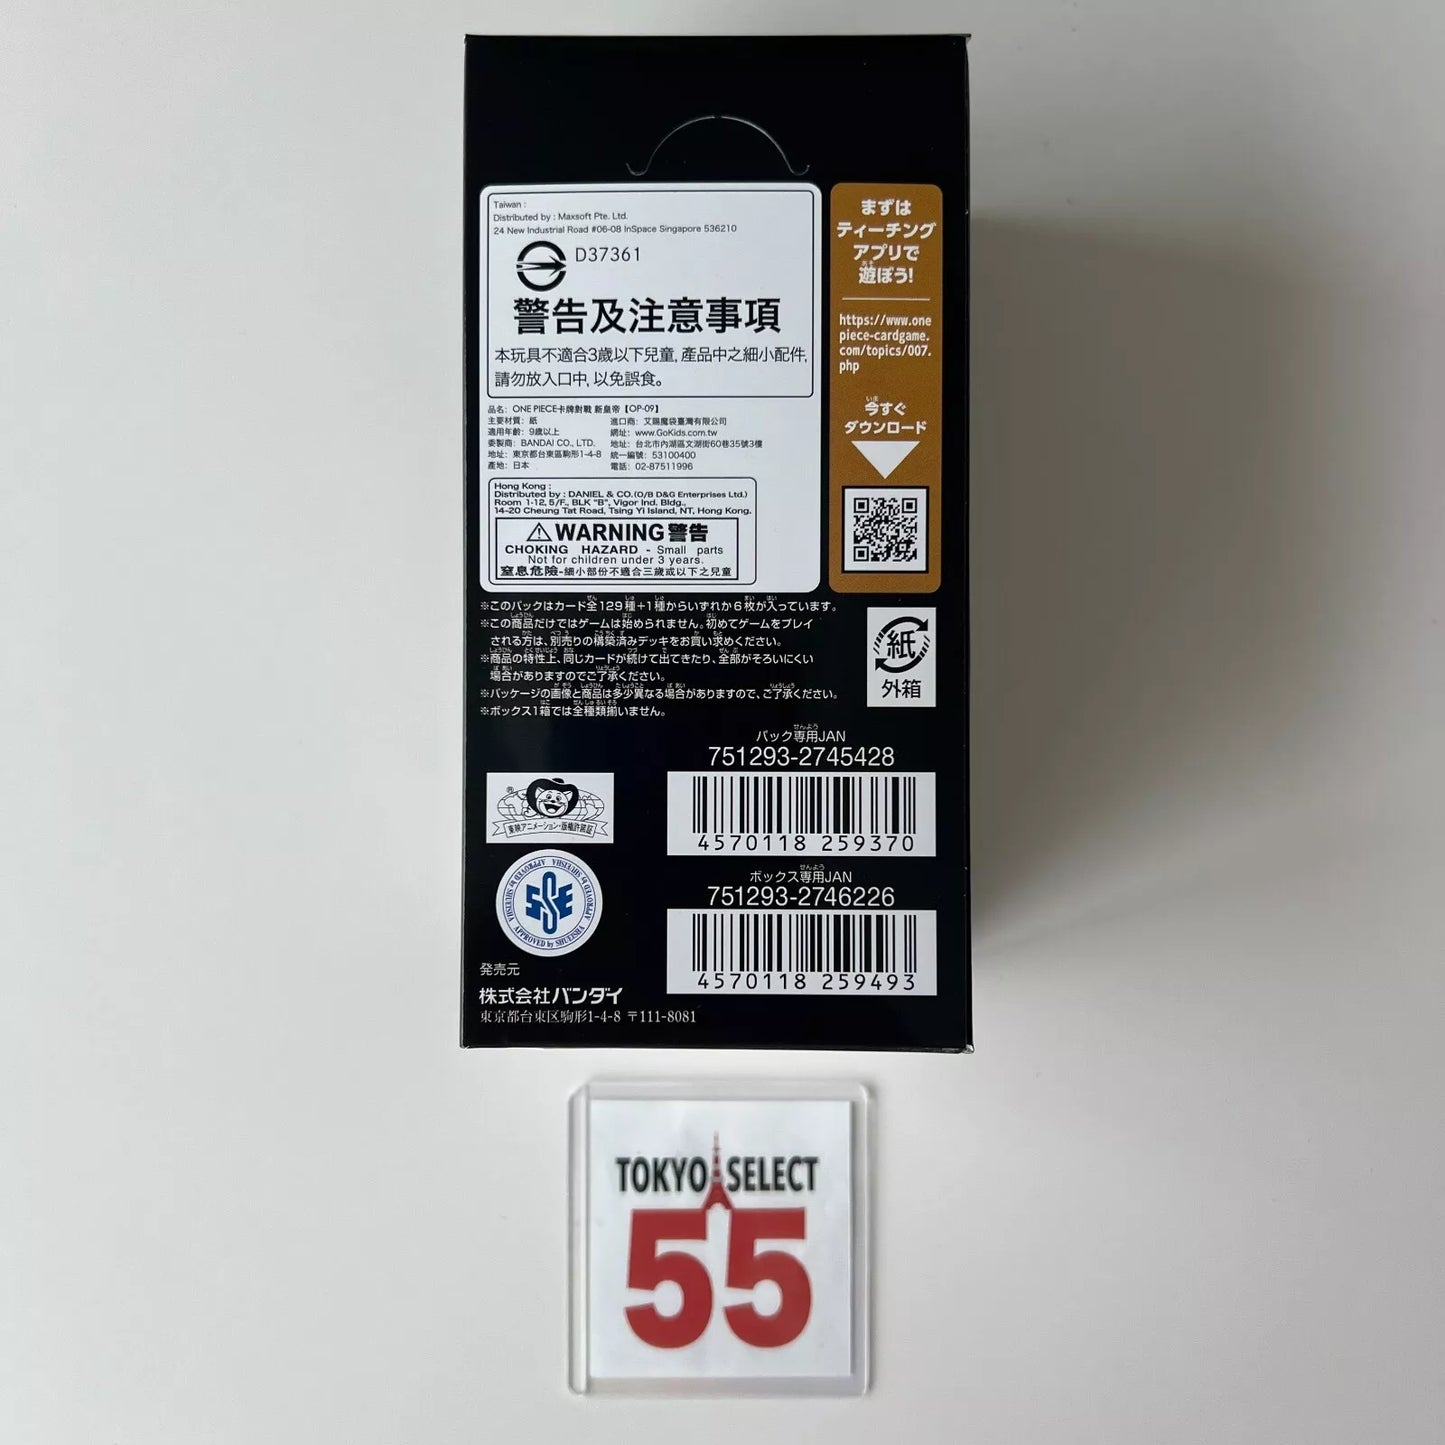 Taiwan :
Distributed by : Maxsoft Pte. Ltd.
24 New Industrial Road #06-08 InSpace Singapore 536210
D37361
警告及注意事項
本玩具不適合3歲以下兒童, 產品中之細小配件,
請勿放入口中, 以免誤食。
品名: ONE PIECE卡牌對戰 新皇帝【OP-09】
主要材質: 紙
適用年齡: 9歲以上
委製商: BANDAI CO., LTD.
地址: 東京都台東區駒形1-4-8
產地: 日本
進口商: 艾賜魔袋臺灣有限公司
網址: www.GoKids.com.tw
地址: 台北市內湖區文湖街60巷35號3樓
統一編號: 53100400
電話: 02-87511996
Hong Kong :
Distributed by : DANIEL & CO.(O/B D&G Enterprises Ltd.)
Room 1-12, 5/F., BLK "B", Vigor Ind. Bldg.,
14-20 Cheung Tat Road, Tsing Yi Island, NT, Hong Kong.
WARNING 警告
CHOKING HAZARD - Small parts
Not for children under 3 years.
窒息危險-細小部份不適合三歲或以下之兒童
まずは
ティーチング
アプリで
遊ぼう!
https://www.one
piece-cardgame.
com/topics/007.
php
今すぐ
ダウンロード
※このパックはカード全129種+1種からいずれか6枚が入っています。
※この商品だけではゲームは始められません。初めてゲームをプレイ
される方は、別売りの構築済みデッキをお買い求めください。
※商品の特性上、同じカードが続けて出てきたり、全部がそろいにくい
場合がありますのでご了承ください。
※パッケージの画像と商品は多少異なる場合がありますので、ご了承ください。
※ボックス1箱では全種類揃いません。
紙
外箱
パック専用JAN
751293-2745428
4570118 259370
ボックス専用JAN
751293-2746226
4570118 259493
東映アニメーション・版権許諾証
APPROVED by SHUEISHA
APPROVED by SHUEISHA
発売元
株式会社バンダイ
東京都台東区駒形1-4-8 〒111-8081
TOKYO SELECT
55